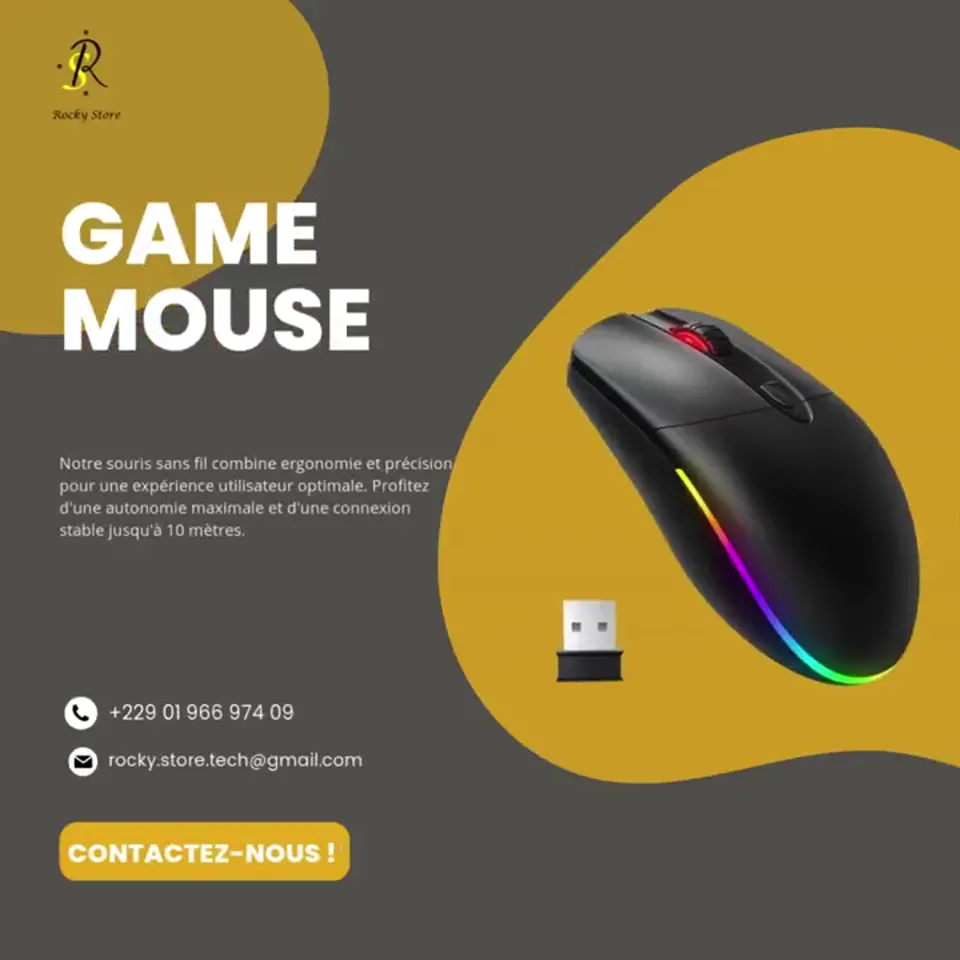 SR
Rocky Store
GAME
MOUSE
Notre souris sans fil combine ergonomie et précision
pour une expérience utilisateur optimale. Profitez
d'une autonomie maximale et d'une connexion
stable jusqu'à 10 mètres.
+229 01 966 974 09
rocky.store.tech@gmail.com
CONTACTEZ-NOUS !